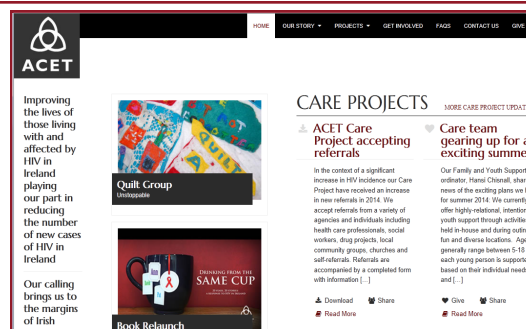 HOME OUR STORY PROJECTS GET INVOLVED FAQS CONTACT US GIVE
ACET
Improving
the lives of
those living
with and
affected by
HIV in
Ireland
playing
our part in
reducing
the number
of new cases
of HIV in
Ireland
Our calling
brings us to
the margins
of Irish
QUILT
Quilt Group
Unstoppable
DRINKING FROM THE
SAME CUP
Book Relaunch
CARE PROJECTS MORE CARE PROJECT UPDAT
ACET Care
Project accepting
referrals
In the context of a significant
increase in HIV incidence our Care
Project have received an increase
in new referrals in 2014. We
accept referrals from a variety of
agencies and individuals including
health care professionals, social
workers, drug projects, local
community groups, churches and
self-referrals. Referrals are
accompanied by a completed form
with information [...]
Download Share
Read More
Care team
gearing up for a
exciting summe
Our Family and Youth Support
ordinator, Hansi Chisnall, shar
news of the exciting plans we
for summer 2014: We currently
offer highly-relational, intention
youth support through activities
held in-house and during outin
fun and diverse locations. Age
generally range between 5-18
each young person is supporte
based on their individual need
and [...]
Give Share
Read More